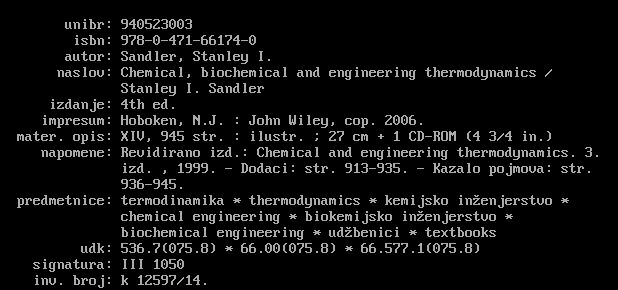 unibr: 940523003
isbn: 978-0-471-66174-0
autor: Sandler, Stanley I.
naslov: Chemical, biochemical and engineering thermodynamics /
Stanley I. Sandler
izdanje: 4th ed.
impresum: Hoboken, N.J. : John Wiley, cop. 2006.
mater. opis: XIV, 945 str. : ilustr. ; 27 cm + 1 CD-ROM (4 3/4 in.)
napomene: Revidirano izd.: Chemical and engineering thermodynamics. 3.
izd. , 1999. - Dodaci: str. 913-935. - Kazalo pojmova: str.
936-945.
predmetnice: termodinamika * thermodynamics * kemijsko inženjerstvo *
chemical engineering * biokemijsko inženjerstvo *
biochemical engineering * udžbenici * textbooks
udk: 536.7(075.8) * 66.00(075.8) * 66.577.1(075.8)
signatura: III 1050
inv. broj: k 12597/14.